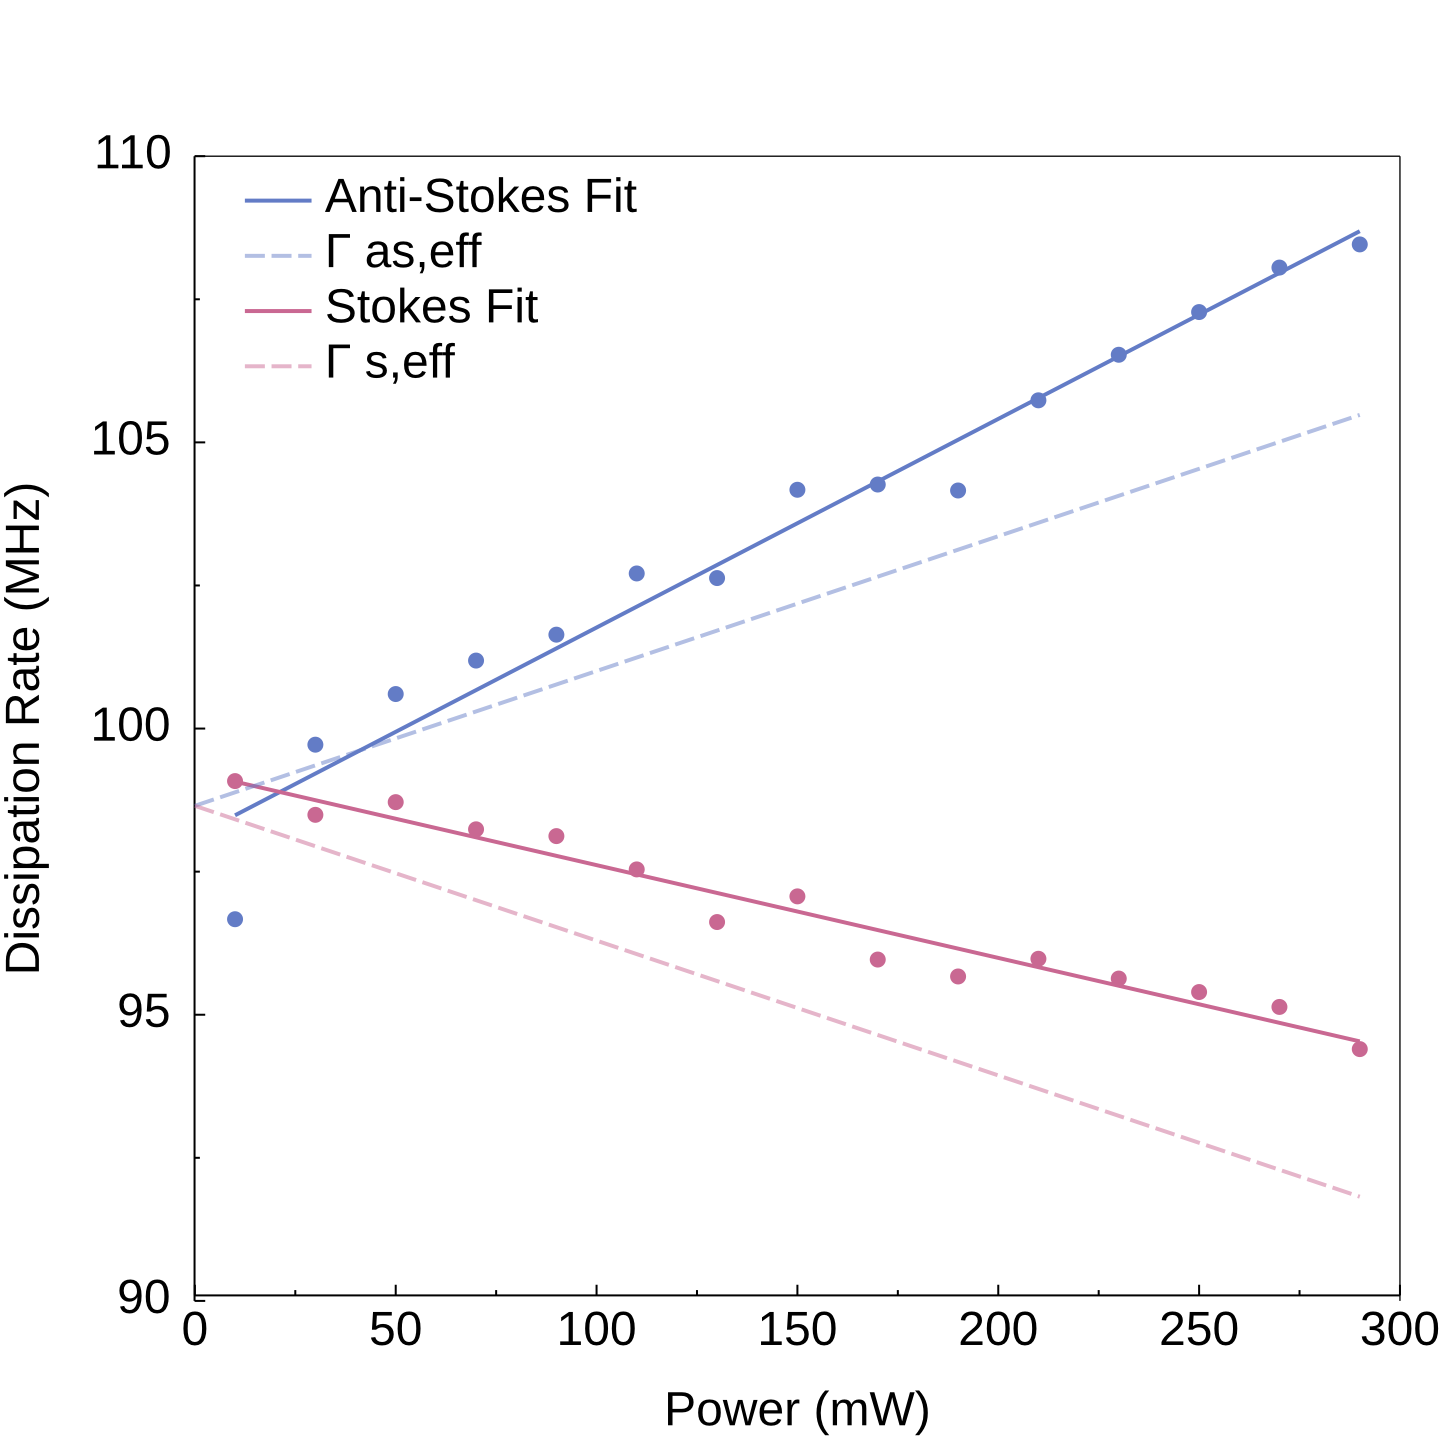 110
105
100
95
90
Dissipation Rate (MHz)
Anti-Stokes Fit
Γ as,eff
Stokes Fit
Γ s,eff
0 50 100 150 200 250 300
Power (mW)